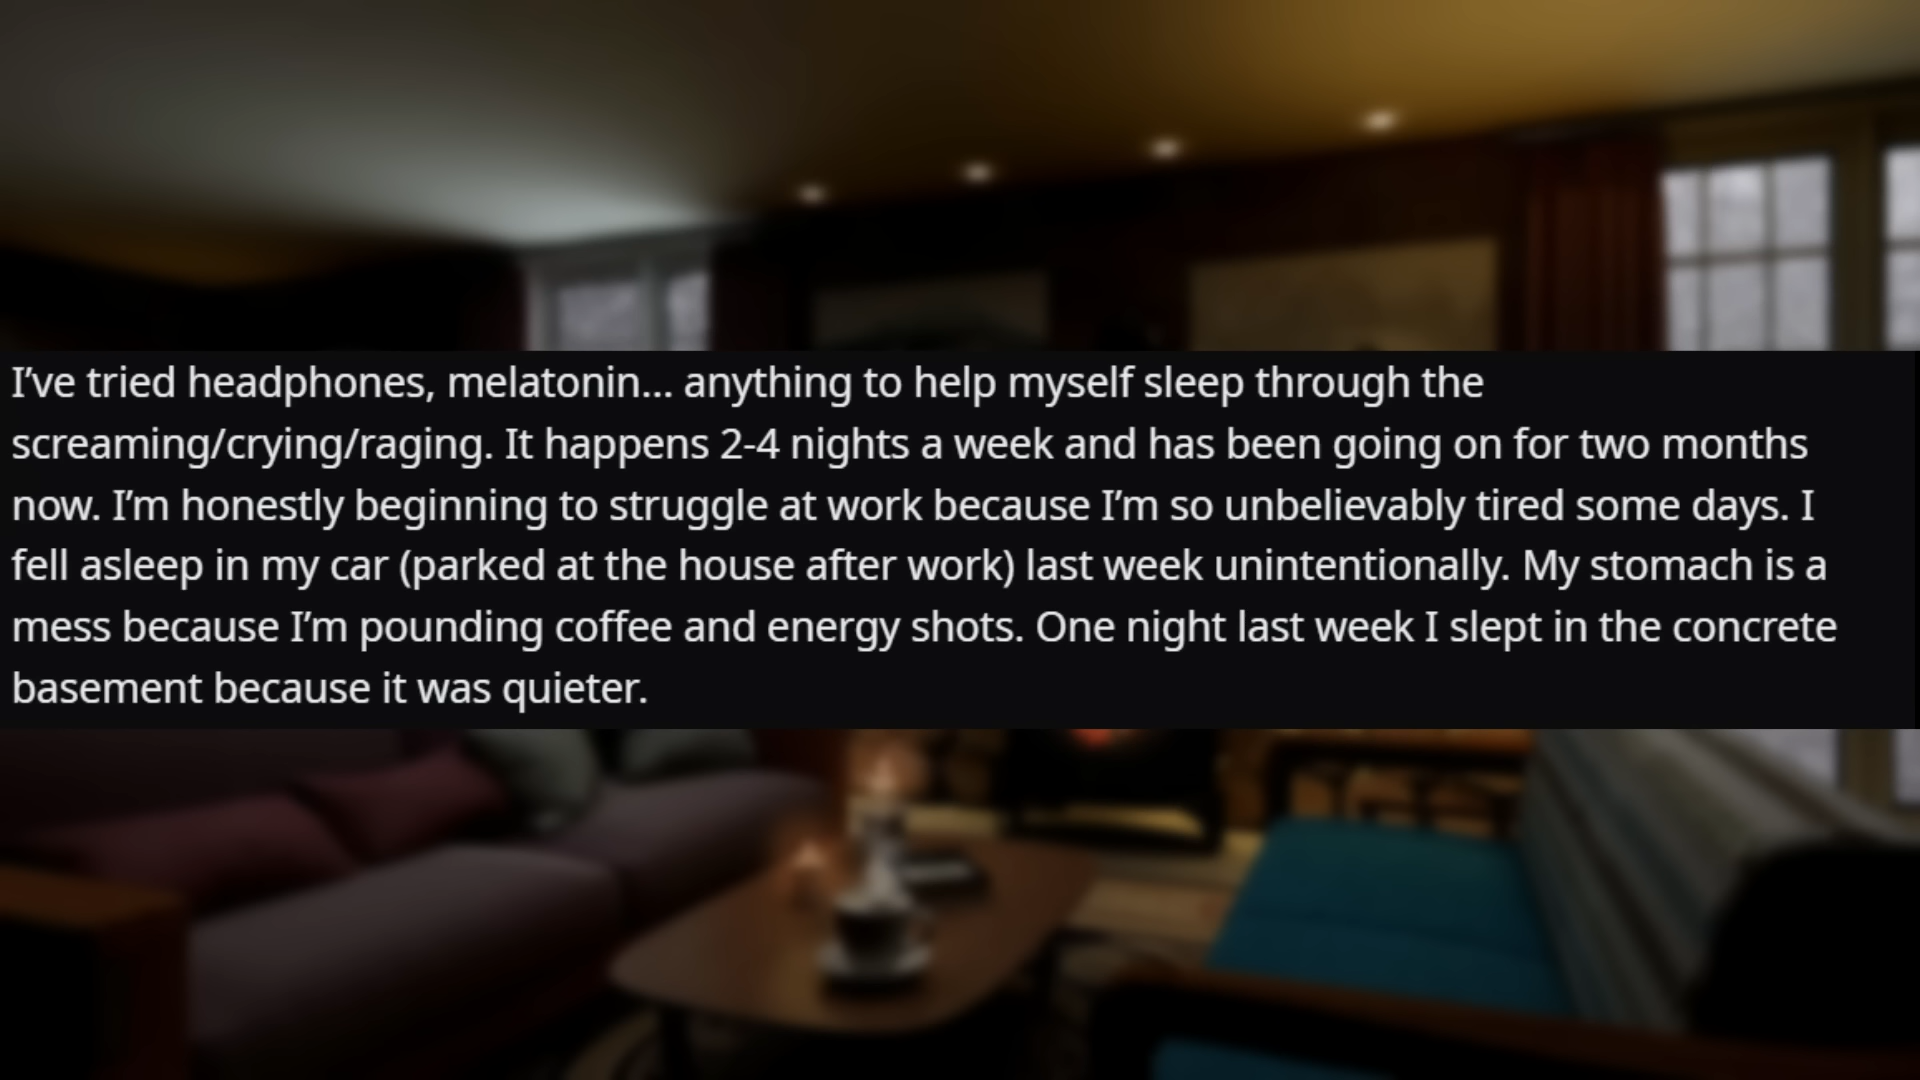 I’ve tried headphones, melatonin... anything to help myself sleep through the
screaming/crying/raging. It happens 2-4 nights a week and has been going on for two months
now. I’m honestly beginning to struggle at work because I’m so unbelievably tired some days. I
fell asleep in my car (parked at the house after work) last week unintentionally. My stomach is a
mess because I’m pounding coffee and energy shots. One night last week I slept in the concrete
basement because it was quieter.